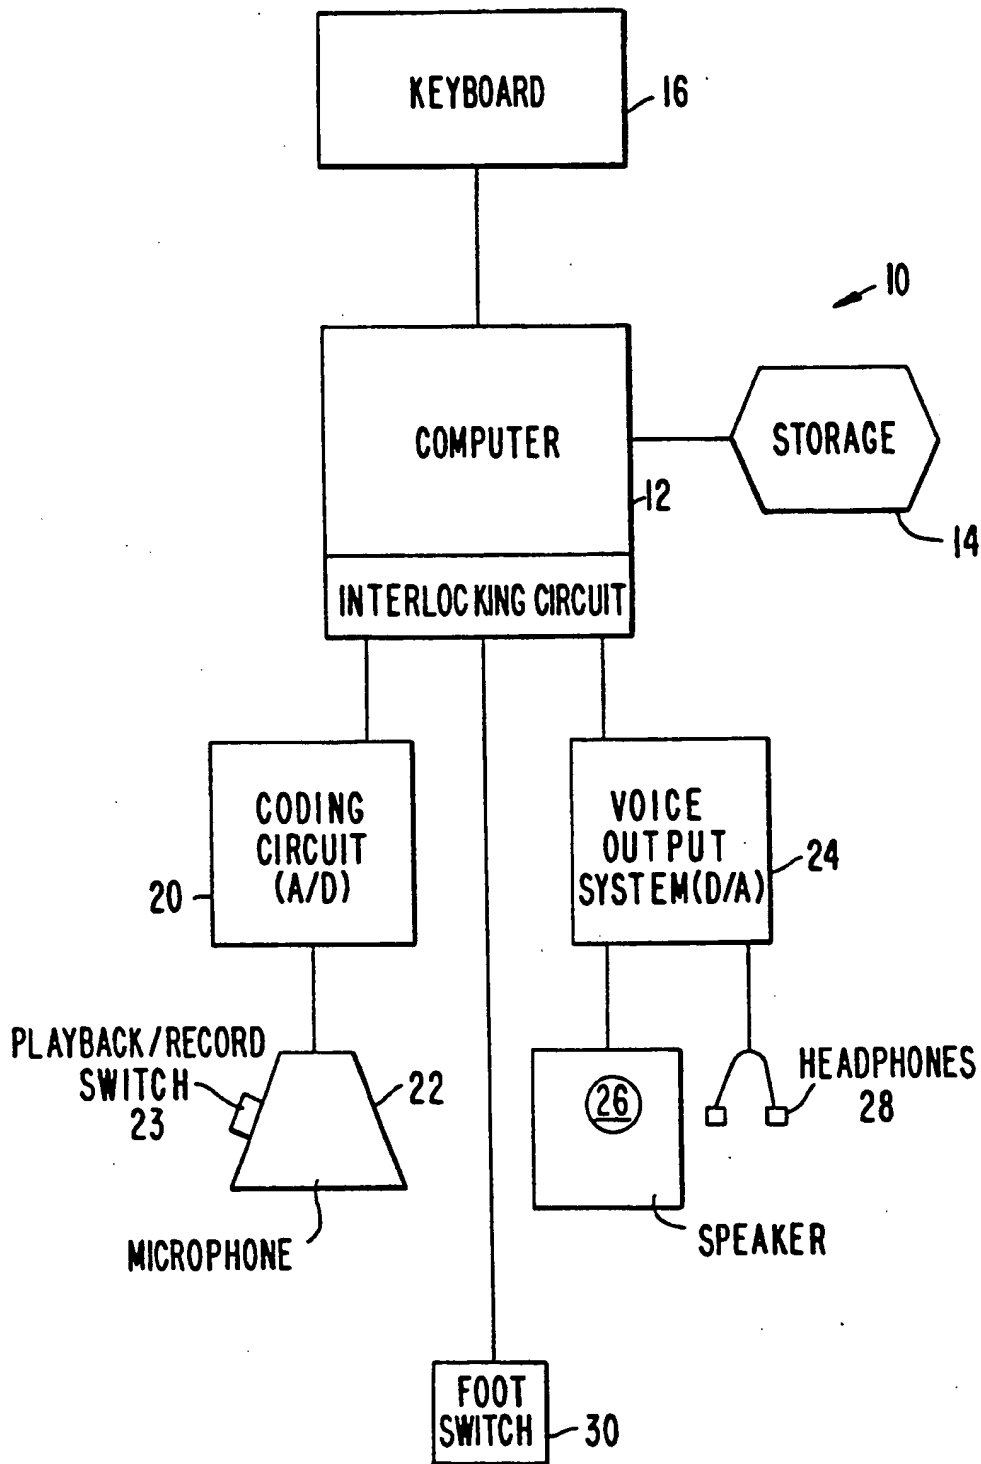 KEYBOARD
16
10
COMPUTER
STORAGE
12
14
INTERLOCKING CIRCUIT
CODING
CIRCUIT
(A/D)
20
VOICE
OUTPUT
SYSTEM(D/A)
24
PLAYBACK/RECORD
SWITCH
23
22
MICROPHONE
26
SPEAKER
HEADPHONES
28
FOOT
SWITCH
30